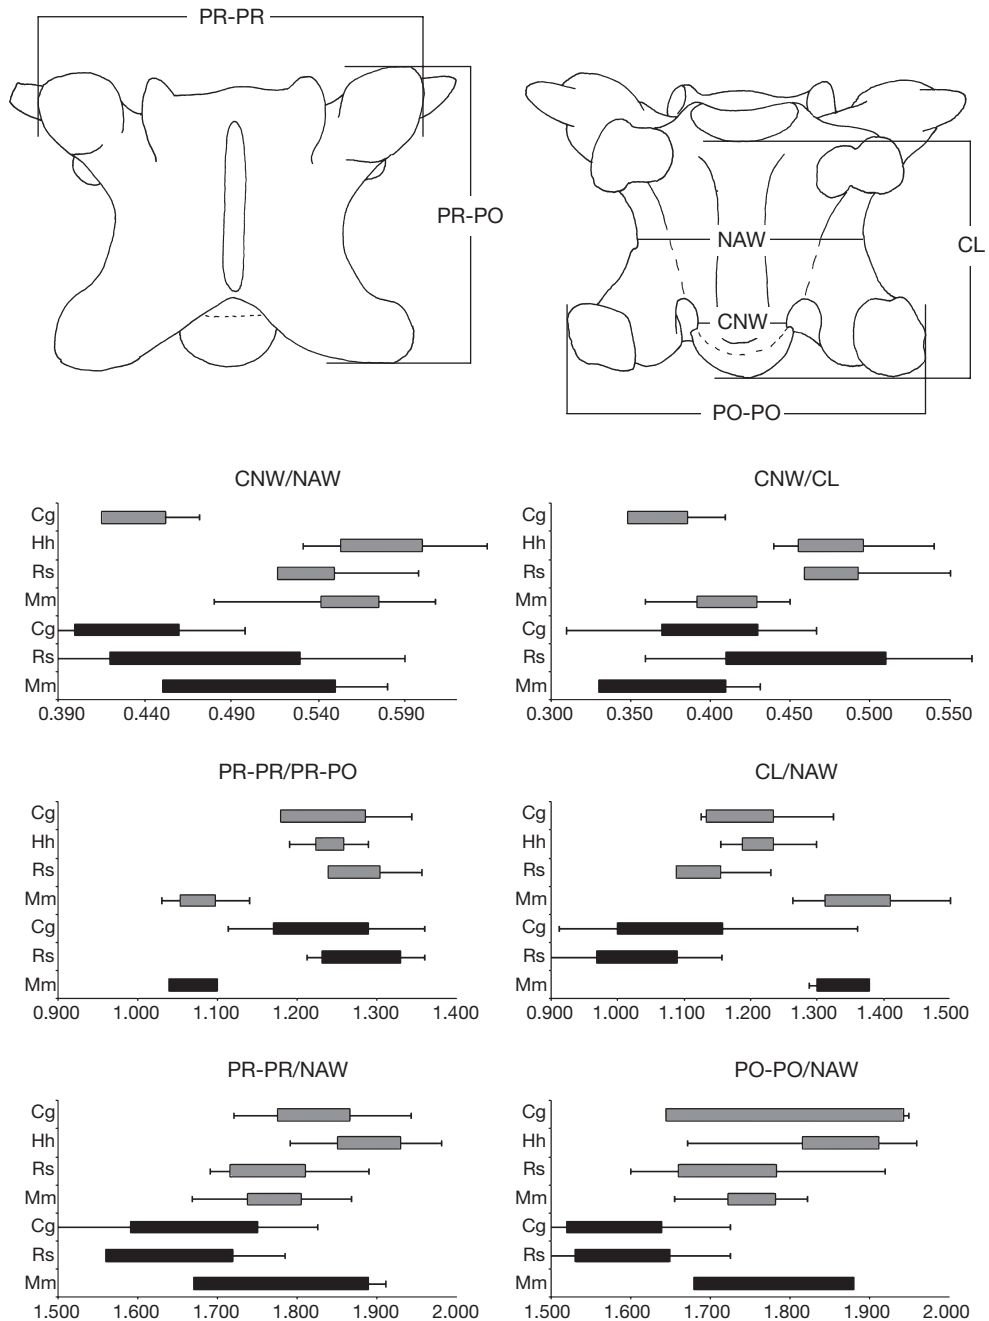 PR-PR
PR-PO
NAW
CL
CNW
PO-PO
CNW/NAW
Cg
Hh
Rs
Mm
Cg
Rs
Mm
0.390 0.440 0.490 0.540 0.590
CNW/CL
Cg
Hh
Rs
Mm
Cg
Rs
Mm
0.300 0.350 0.400 0.450 0.500 0.550
PR-PR/PR-PO
Cg
Hh
Rs
Mm
Cg
Rs
Mm
0.900 1.000 1.100 1.200 1.300 1.400
CL/NAW
Cg
Hh
Rs
Mm
Cg
Rs
Mm
0.900 1.000 1.100 1.200 1.300 1.400 1.500
PR-PR/NAW
Cg
Hh
Rs
Mm
Cg
Rs
Mm
1.500 1.600 1.700 1.800 1.900 2.000
PO-PO/NAW
Cg
Hh
Rs
Mm
Cg
Rs
Mm
1.500 1.600 1.700 1.800 1.900 2.000